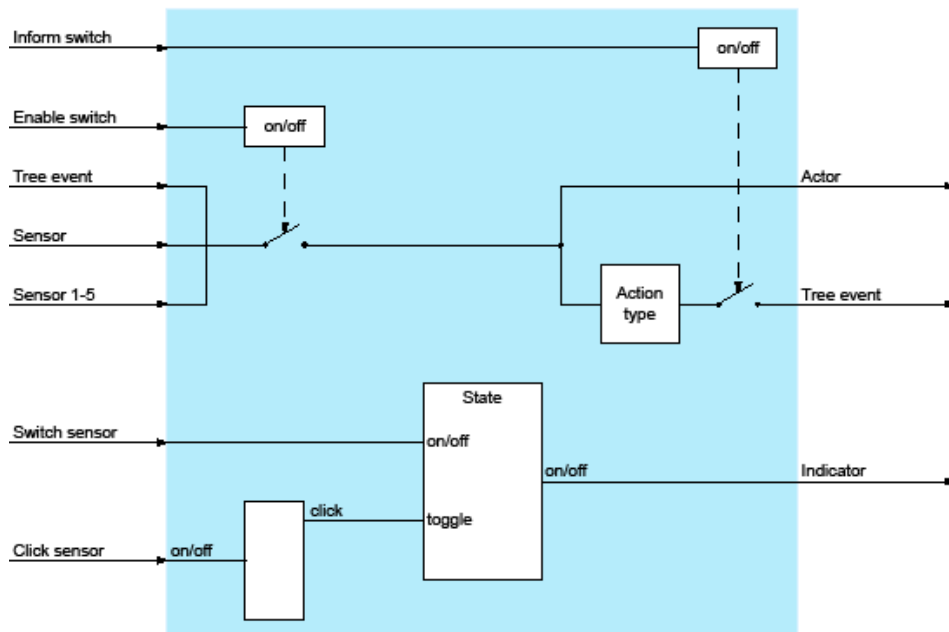 Inform switch
on/off
Enable switch
on/off
Tree event
Actor
Sensor
Sensor 1-5
Action
type
Tree event
State
Switch sensor
on/off
on/off
Indicator
click
toggle
Click sensor
on/off